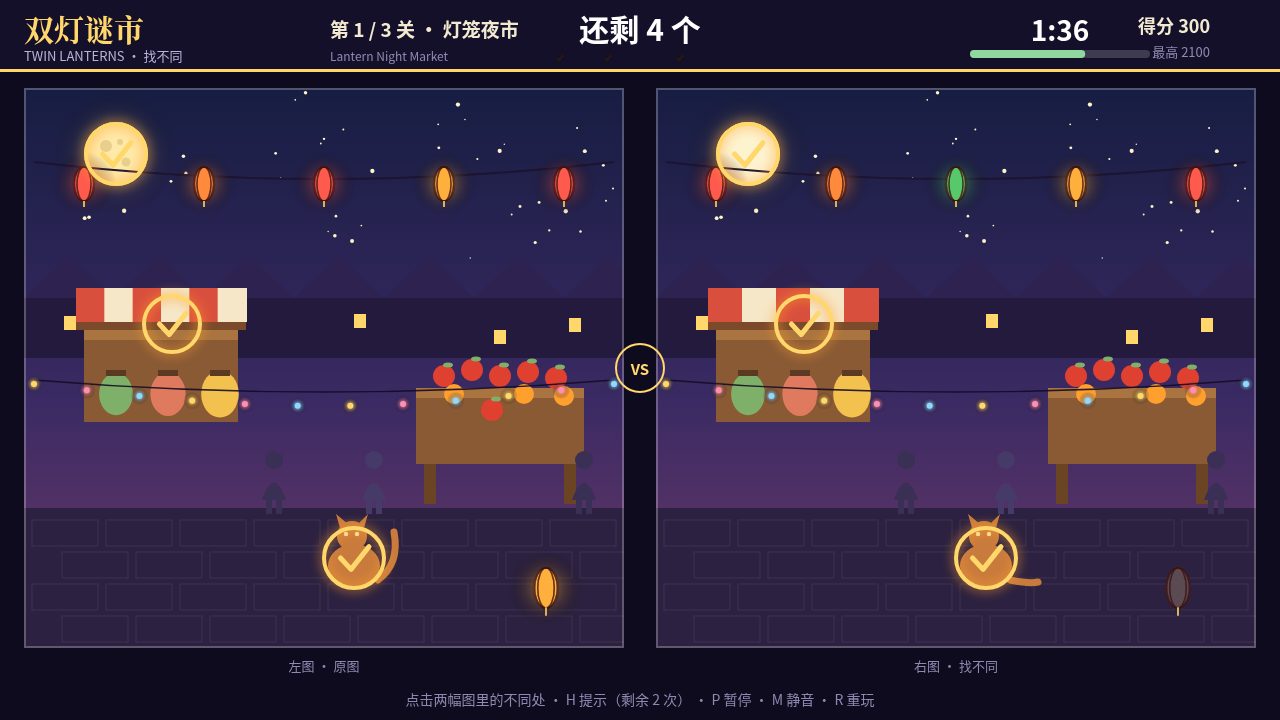 双灯谜市
TWIN LANTERNS · 找不同
第 1 / 3 关 · 灯笼夜市
Lantern Night Market
还剩 4 个
1:36
得分 300
最高 2100
VS
左图 · 原图
右图 · 找不同
点击两幅图里的不同处 · H 提示（剩余 2 次） · P 暂停 · M 静音 · R 重玩